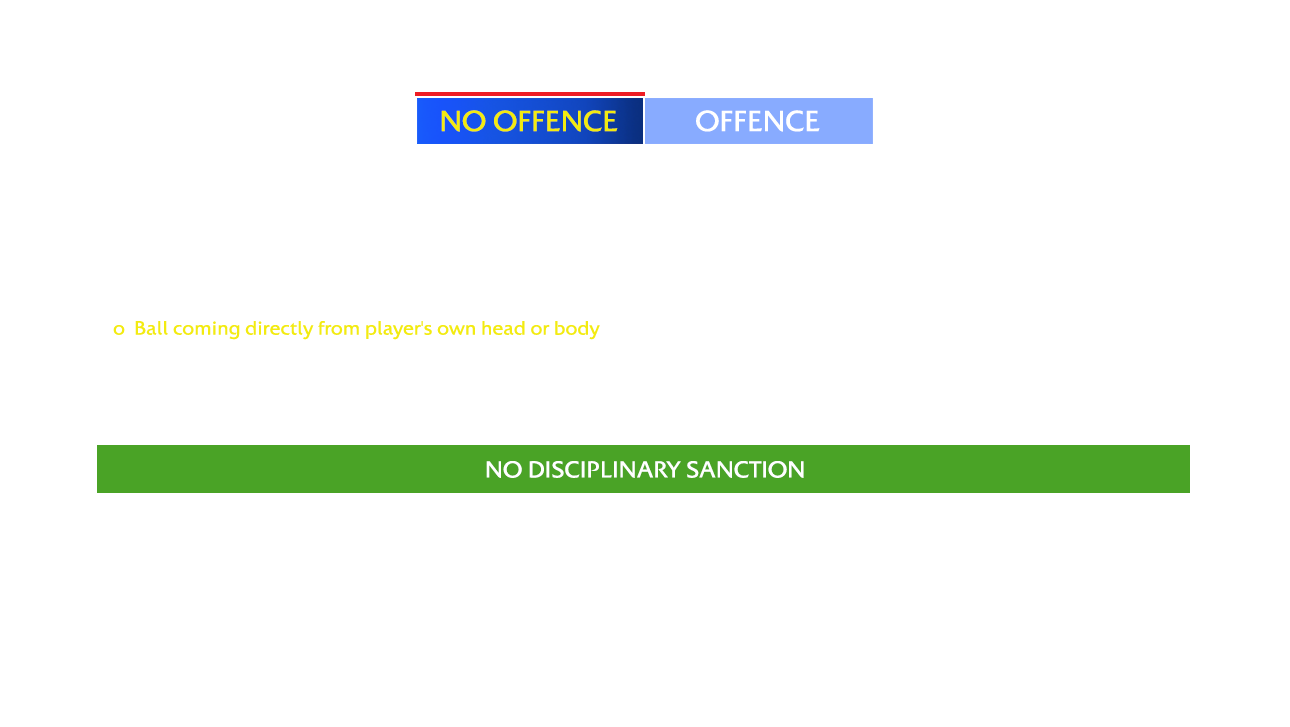 NO OFFENCE OFFENCE
o Ball coming directly from player's own head or body
NO DISCIPLINARY SANCTION